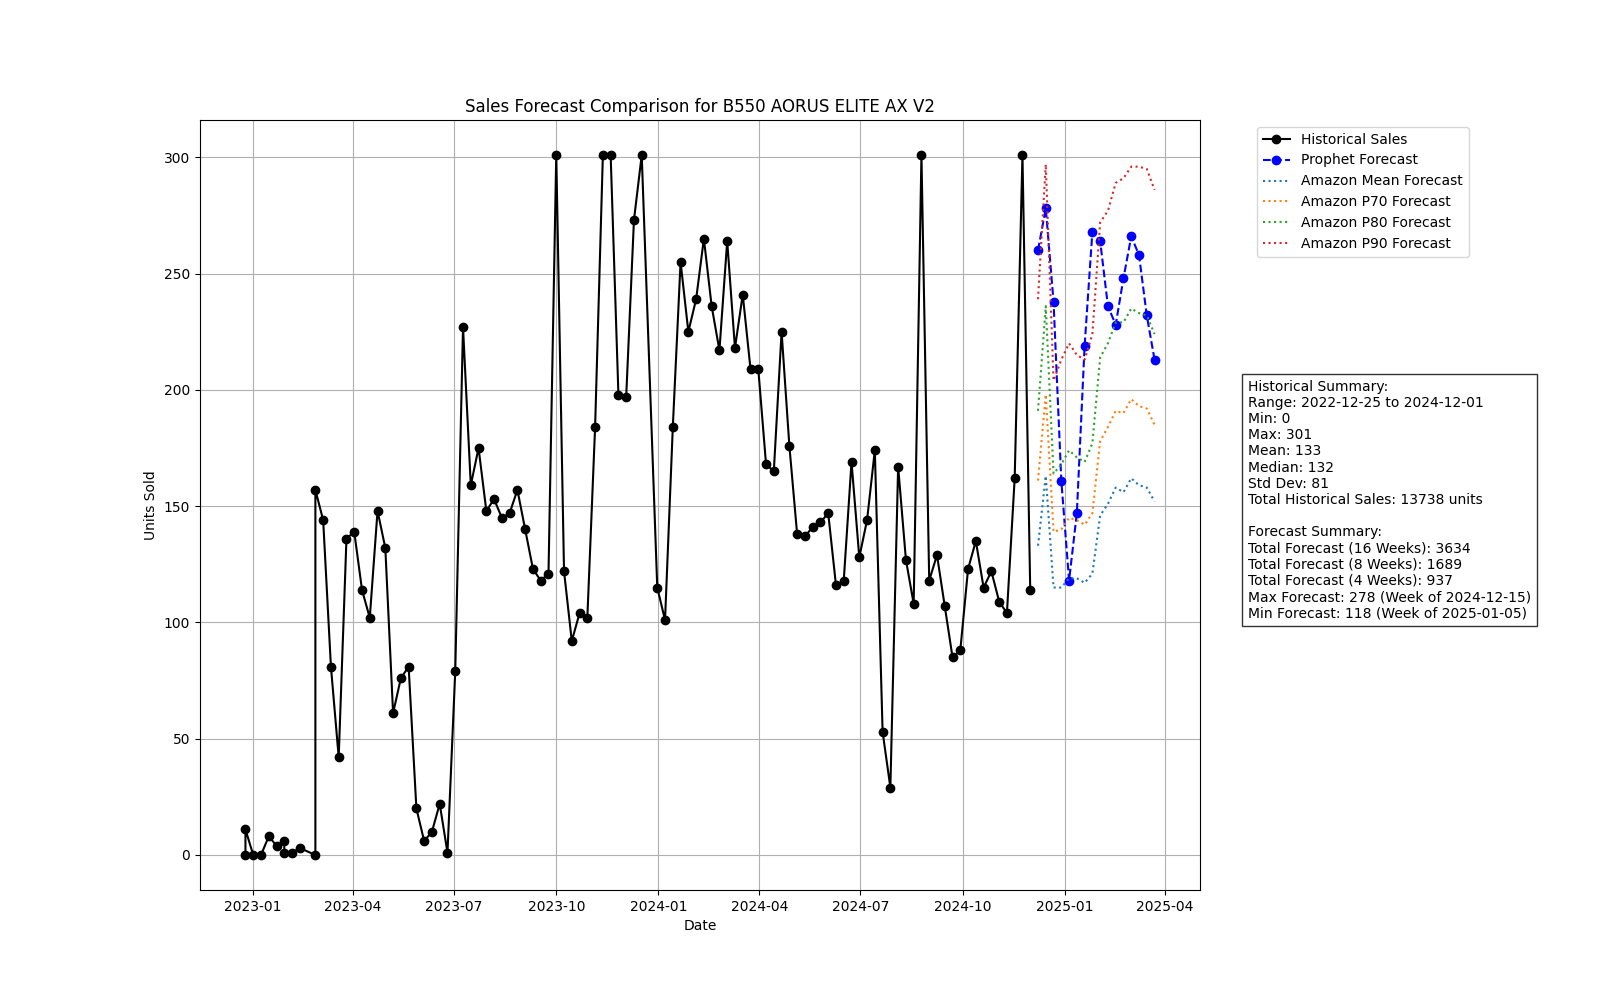 Sales Forecast Comparison for B550 AORUS ELITE AX V2
Units Sold
300
250
200
150
100
50
0
2023-01 2023-04 2023-07 2023-10 2024-01 2024-04 2024-07 2024-10 2025-01 2025-04
Date
Historical Sales
Prophet Forecast
Amazon Mean Forecast
Amazon P70 Forecast
Amazon P80 Forecast
Amazon P90 Forecast
Historical Summary:
Range: 2022-12-25 to 2024-12-01
Min: 0
Max: 301
Mean: 133
Median: 132
Std Dev: 81
Total Historical Sales: 13738 units
Forecast Summary:
Total Forecast (16 Weeks): 3634
Total Forecast (8 Weeks): 1689
Total Forecast (4 Weeks): 937
Max Forecast: 278 (Week of 2024-12-15)
Min Forecast: 118 (Week of 2025-01-05)